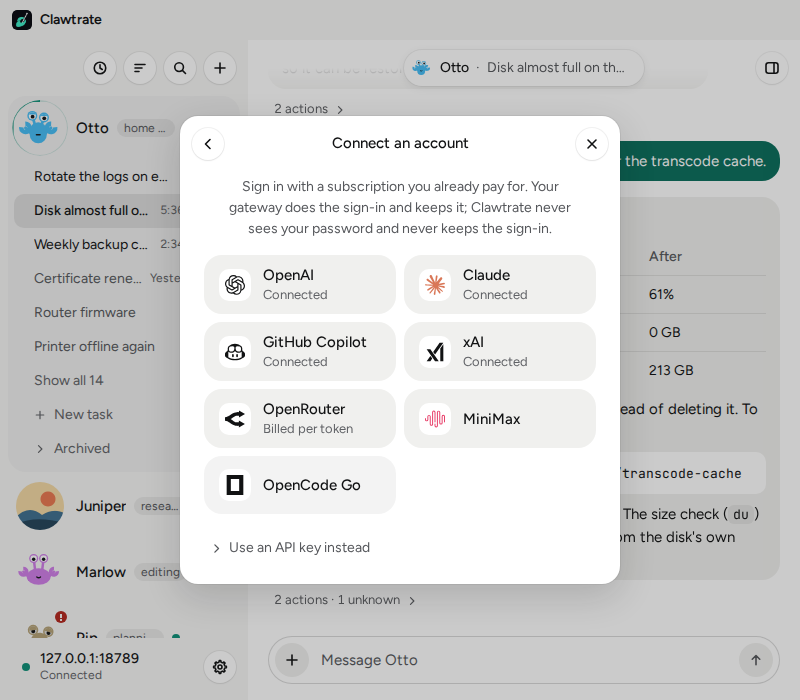 Clawtrate
Otto · Disk almost full on th...
2 actions
Otto home ...
Rotate the logs on e...
Disk almost full o... 5:36
Weekly backup c... 2:34
Certificate rene... Yeste
Router firmware
Printer offline again
Show all 14
New task
Archived
Juniper resea...
Marlow editing
Pip planni...
127.0.0.1:18789
Connected
the transcode cache.
After
61%
0 GB
213 GB
ead of deleting it. To
/transcode-cache
The size check ( du )
om the disk's own
2 actions · 1 unknown
Message Otto
Connect an account
Sign in with a subscription you already pay for. Your
gateway does the sign-in and keeps it; Clawtrate never
sees your password and never keeps the sign-in.
OpenAI
Connected
Claude
Connected
GitHub Copilot
Connected
xAI
Connected
OpenRouter
Billed per token
MiniMax
OpenCode Go
Use an API key instead